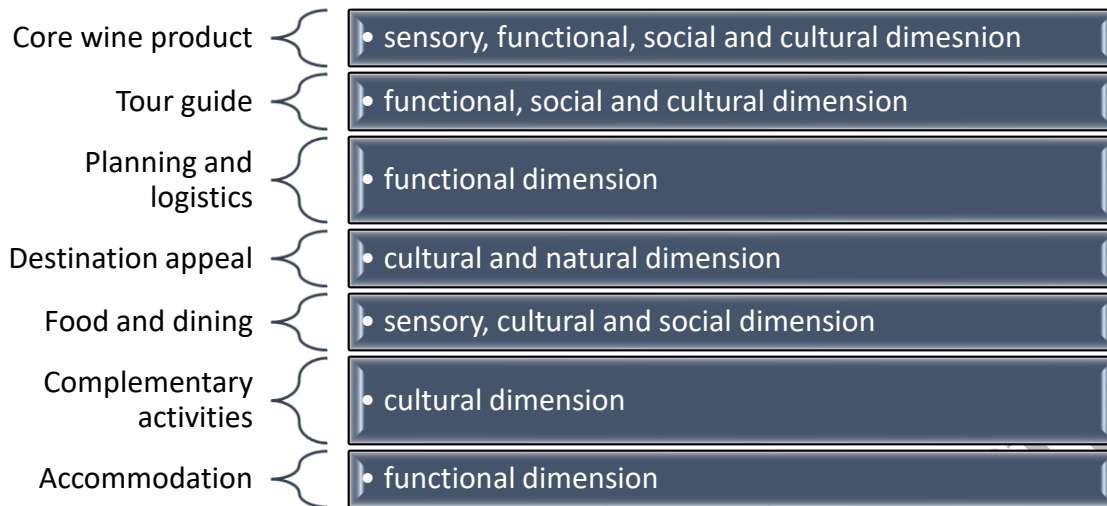 Core wine product
• sensory, functional, social and cultural dimesnion
Tour guide
• functional, social and cultural dimension
Planning and
logistics
• functional dimension
Destination appeal
• cultural and natural dimension
Food and dining
• sensory, cultural and social dimension
Complementary
activities
• cultural dimension
Accommodation
• functional dimension